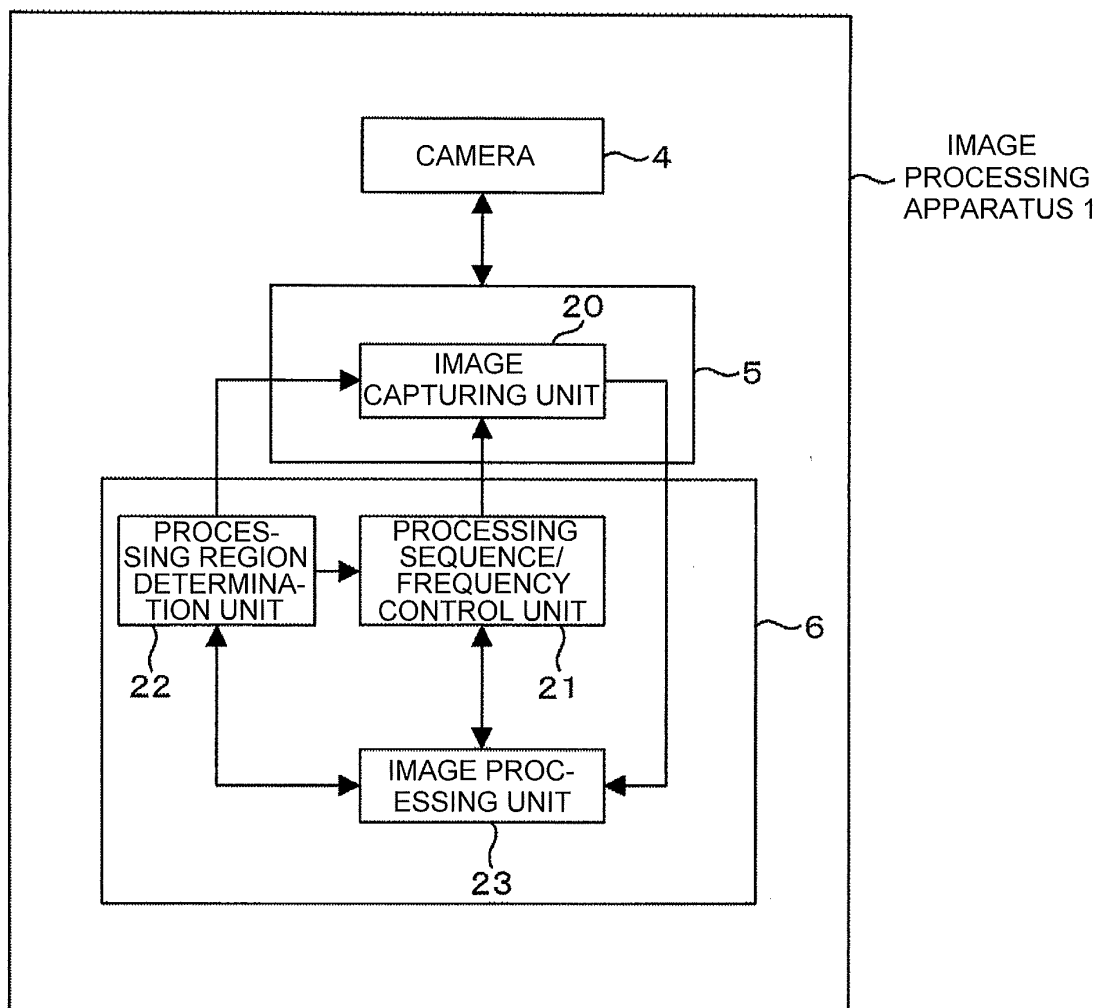 CAMERA
4
IMAGE
PROCESSING
APPARATUS 1
20
IMAGE
CAPTURING UNIT
5
PROCES-
SING REGION
DETERMINA-
TION UNIT
22
PROCESSING
SEQUENCE/
FREQUENCY
CONTROL UNIT
21
6
IMAGE PROC-
ESSING UNIT
23